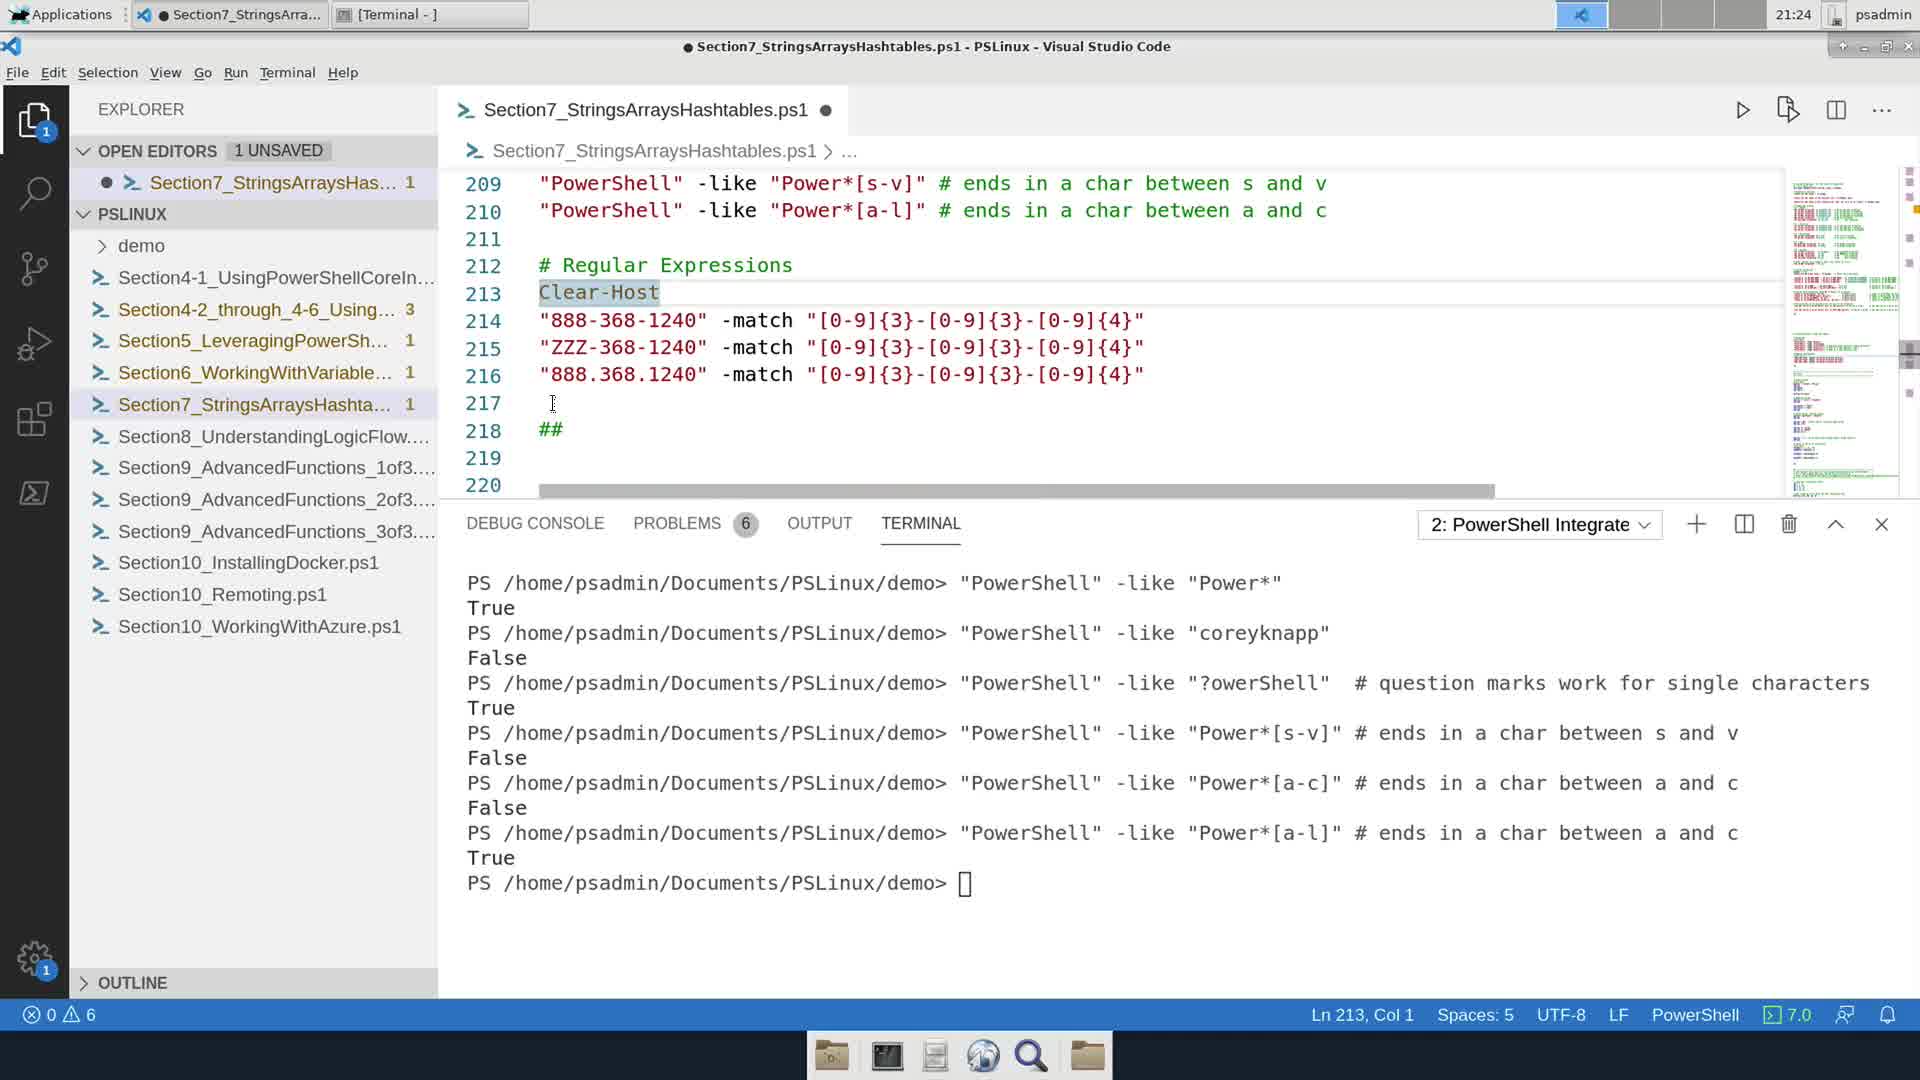 Applications
● Section7_StringsArra...
[Terminal - ]
21:24
psadmin
● Section7_StringsArraysHashtables.ps1 - PSLinux - Visual Studio Code
File Edit Selection View Go Run Terminal Help
EXPLORER
OPEN EDITORS 1 UNSAVED
Section7_StringsArraysHas... 1
PSLINUX
demo
Section4-1_UsingPowerShellCoreIn...
Section4-2_through_4-6_Using... 3
Section5_LeveragingPowerSh... 1
Section6_WorkingWithVariable... 1
Section7_StringsArraysHashta... 1
Section8_UnderstandingLogicFlow....
Section9_AdvancedFunctions_1of3....
Section9_AdvancedFunctions_2of3....
Section9_AdvancedFunctions_3of3....
Section10_InstallingDocker.ps1
Section10_Remoting.ps1
Section10_WorkingWithAzure.ps1
OUTLINE
1
1
Section7_StringsArraysHashtables.ps1 ●
Section7_StringsArraysHashtables.ps1 > ...
209 "PowerShell" -like "Power*[s-v]" # ends in a char between s and v
210 "PowerShell" -like "Power*[a-l]" # ends in a char between a and c
211
212 # Regular Expressions
213 Clear-Host
214 "888-368-1240" -match "[0-9]{3}-[0-9]{3}-[0-9]{4}"
215 "ZZZ-368-1240" -match "[0-9]{3}-[0-9]{3}-[0-9]{4}"
216 "888.368.1240" -match "[0-9]{3}-[0-9]{3}-[0-9]{4}"
217
218 ##
219
220
DEBUG CONSOLE PROBLEMS 6 OUTPUT TERMINAL
2: PowerShell Integrate
PS /home/psadmin/Documents/PSLinux/demo> "PowerShell" -like "Power*"
True
PS /home/psadmin/Documents/PSLinux/demo> "PowerShell" -like "coreyknapp"
False
PS /home/psadmin/Documents/PSLinux/demo> "PowerShell" -like "?owerShell"  # question marks work for single characters
True
PS /home/psadmin/Documents/PSLinux/demo> "PowerShell" -like "Power*[s-v]" # ends in a char between s and v
False
PS /home/psadmin/Documents/PSLinux/demo> "PowerShell" -like "Power*[a-c]" # ends in a char between a and c
False
PS /home/psadmin/Documents/PSLinux/demo> "PowerShell" -like "Power*[a-l]" # ends in a char between a and c
True
PS /home/psadmin/Documents/PSLinux/demo>
0 6
Ln 213, Col 1 Spaces: 5 UTF-8 LF PowerShell 7.0